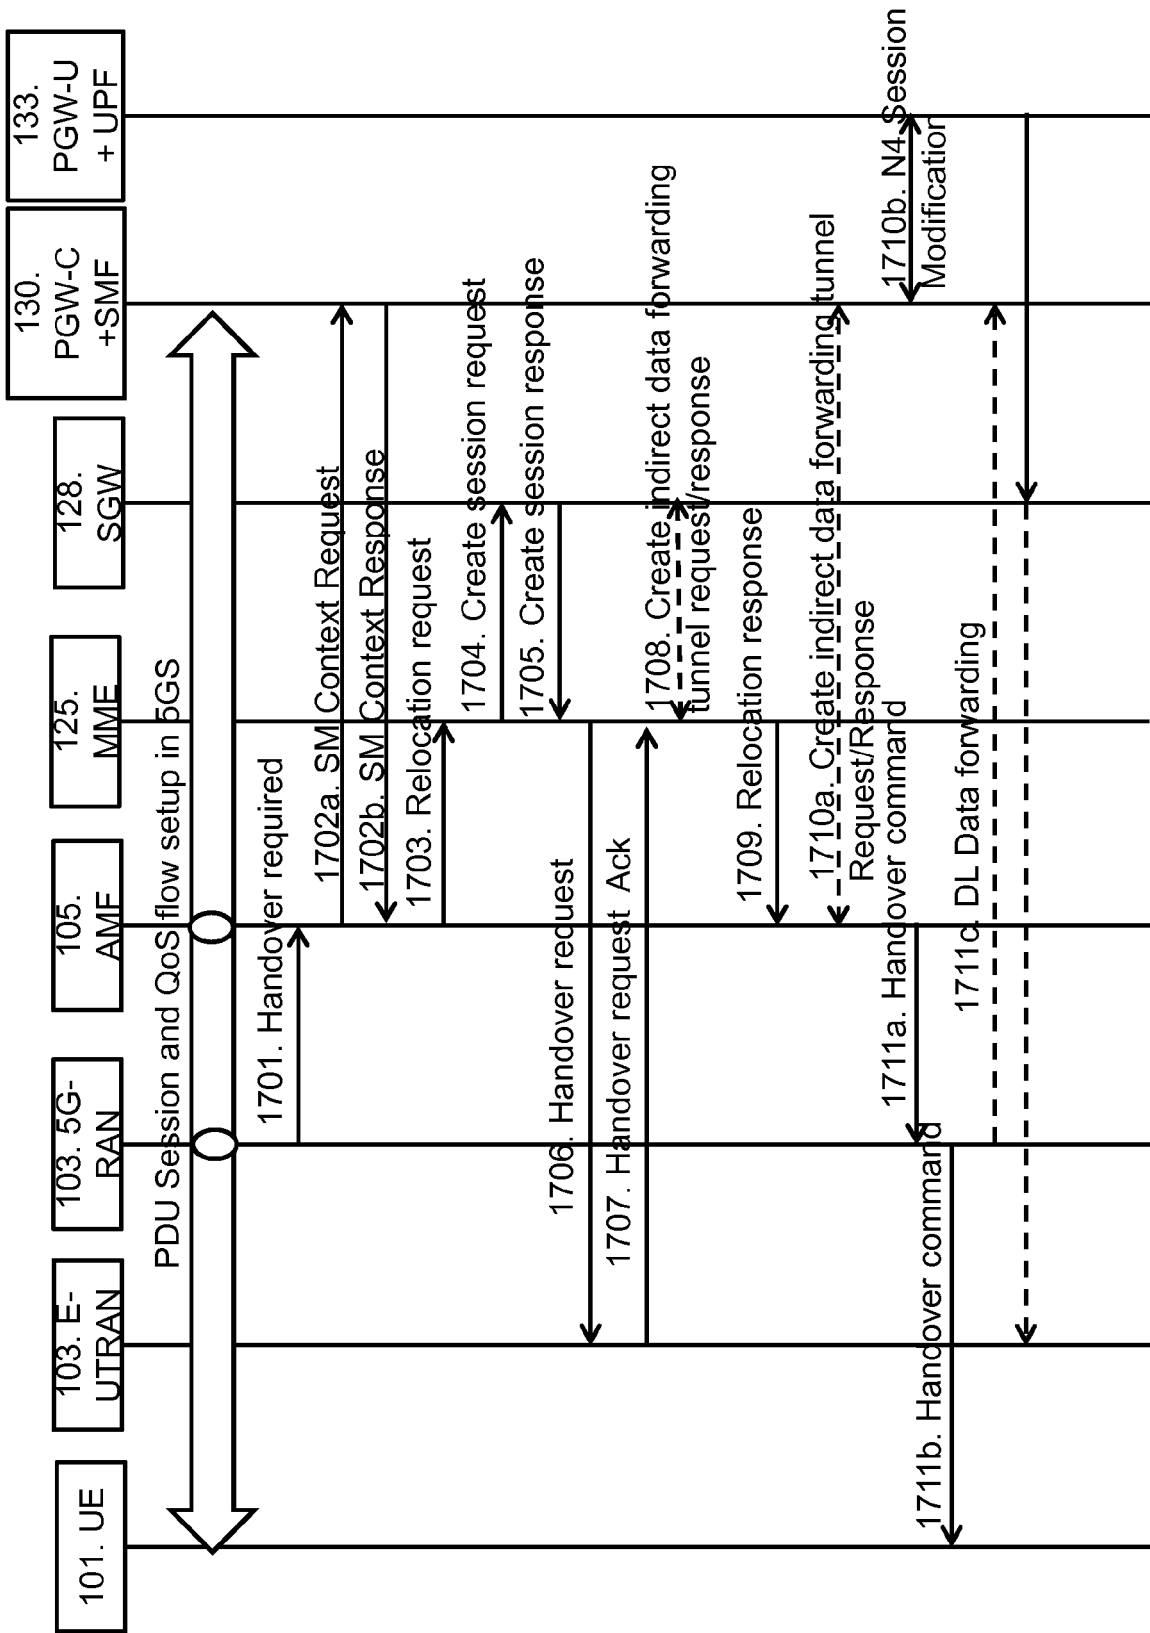 101. UE
103. E-
UTRAN
103. 5G-
RAN
105.
AMF
125.
MME
128.
SGW
130.
PGW-C
+SMF
133.
PGW-U
+ UPF
PDU Session and QoS flow setup in 5GS
1701. Handover required
1702a. SM Context Request
1702b. SM Context Response
1703. Relocation request
1704. Create session request
1705. Create session response
1706. Handover request
1707. Handover request Ack
1708. Create indirect data forwarding
tunnel request/response
1709. Relocation response
1710a. Create indirect data forwarding tunnel
Request/Response
1710b. N4 Session
Modification
1711a. Handover command
1711b. Handover command
1711c. DL Data forwarding